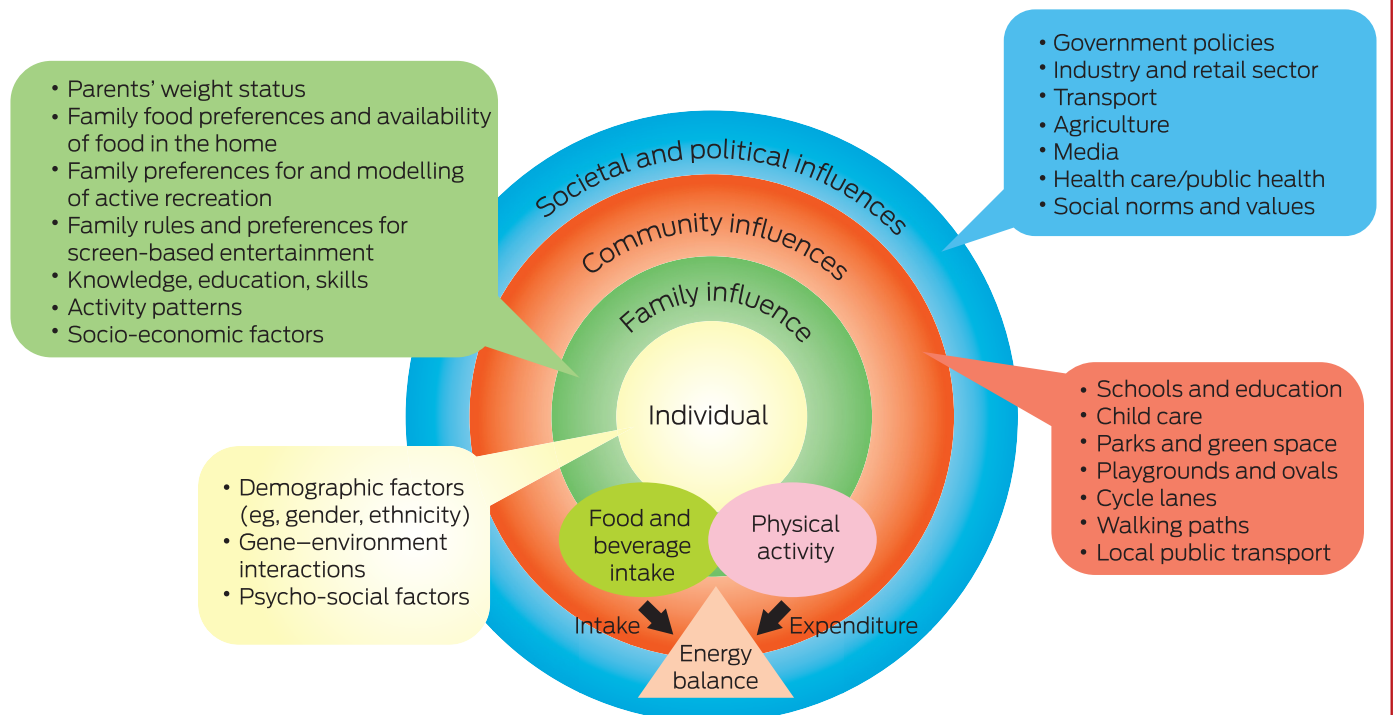 • Parents’ weight status
• Family food preferences and availability
of food in the home
• Family preferences for and modelling
of active recreation
• Family rules and preferences for
screen-based entertainment
• Knowledge, education, skills
• Activity patterns
• Socio-economic factors
• Government policies
• Industry and retail sector
• Transport
• Agriculture
• Media
• Health care/public health
• Social norms and values
Societal and political influences
Community influences
Family influence
Individual
• Demographic factors
(eg, gender, ethnicity)
• Gene–environment
interactions
• Psycho-social factors
• Schools and education
• Child care
• Parks and green space
• Playgrounds and ovals
• Cycle lanes
• Walking paths
• Local public transport
Food and
beverage
intake
Physical
activity
Intake
Expenditure
Energy
balance